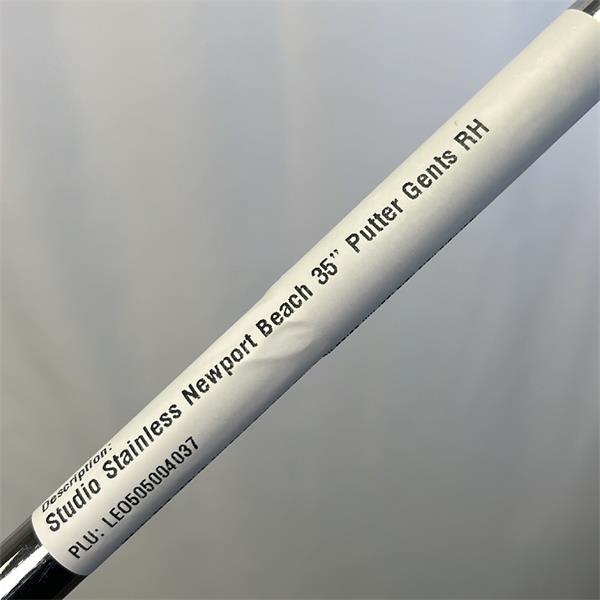 Description:
Studio Stainless Newport Beach 35” Putter Gents RH
PLU: LEO505004037